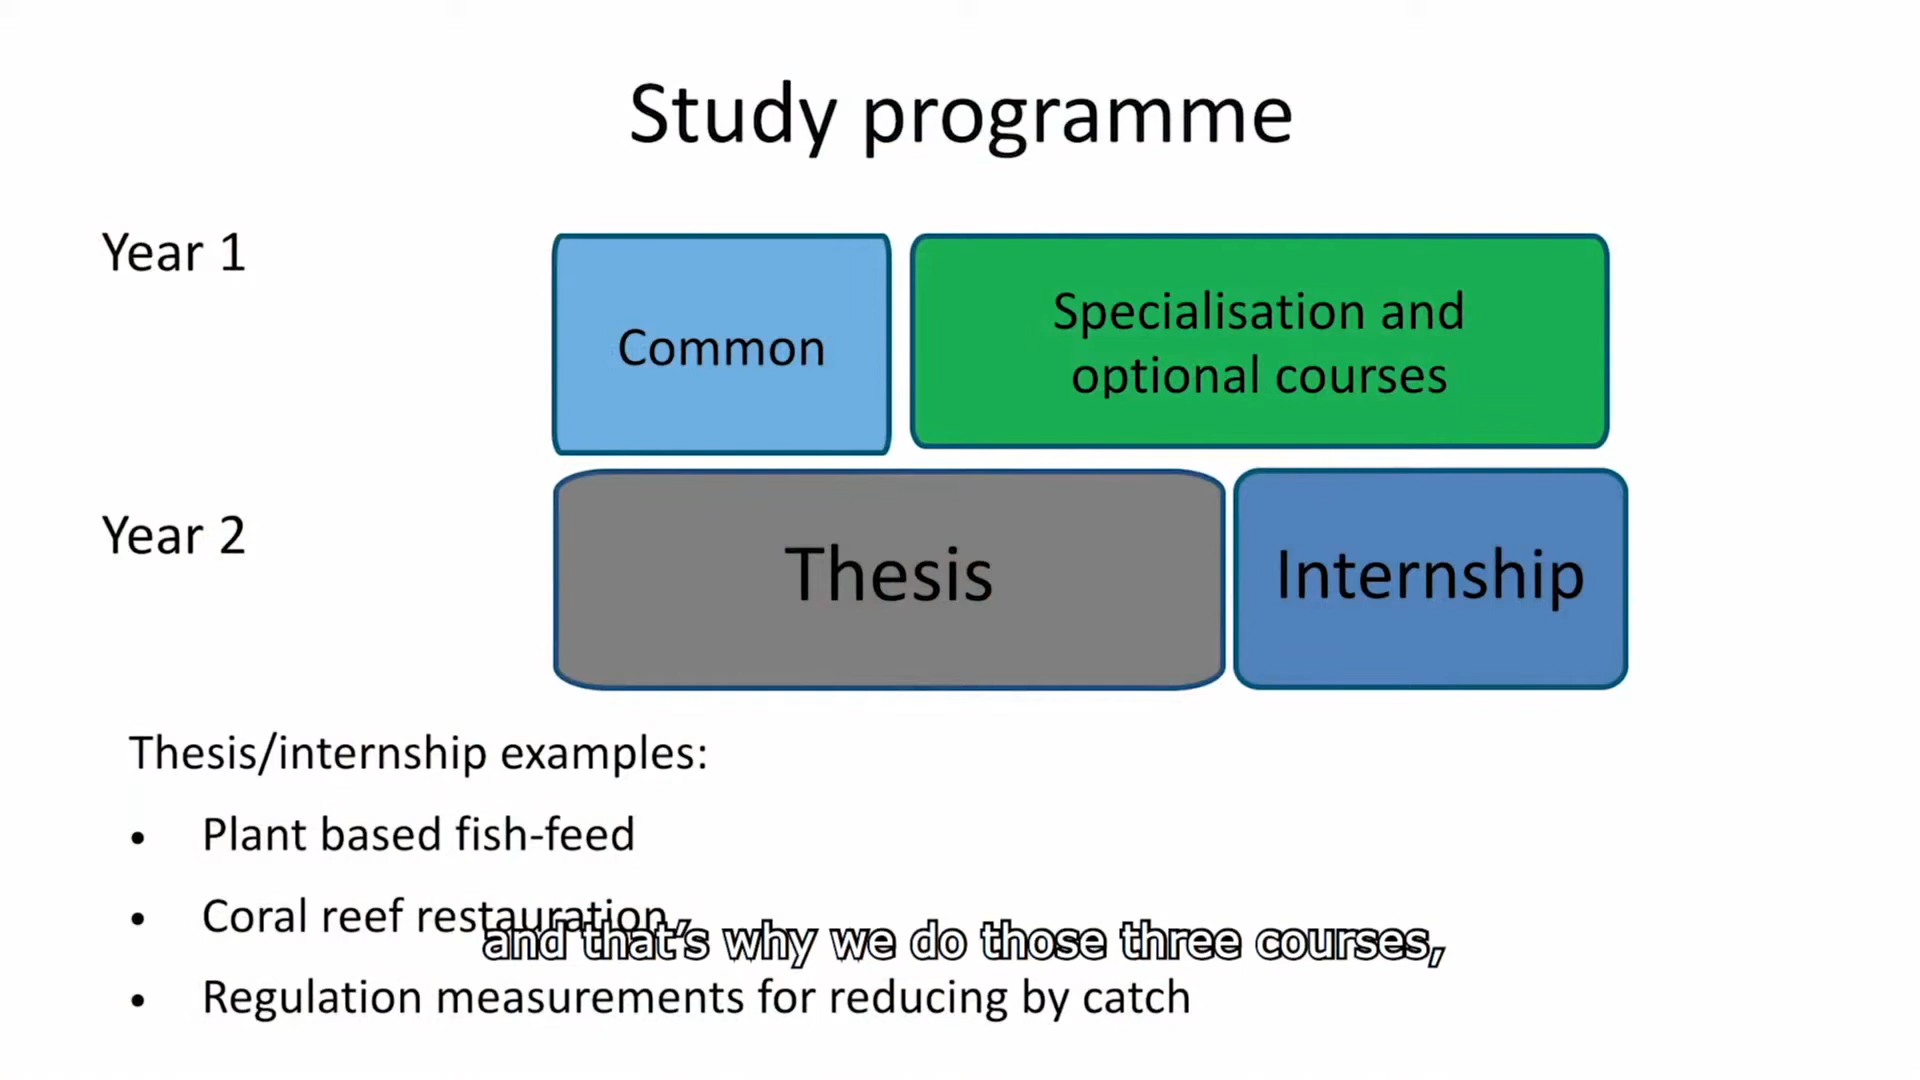 Study programme
Year 1
Common
Specialisation and
optional courses
Year 2
Thesis
Internship
Thesis/internship examples:
• Plant based fish-feed
• Coral reef restauration
and that's why we do those three courses,
• Regulation measurements for reducing by catch